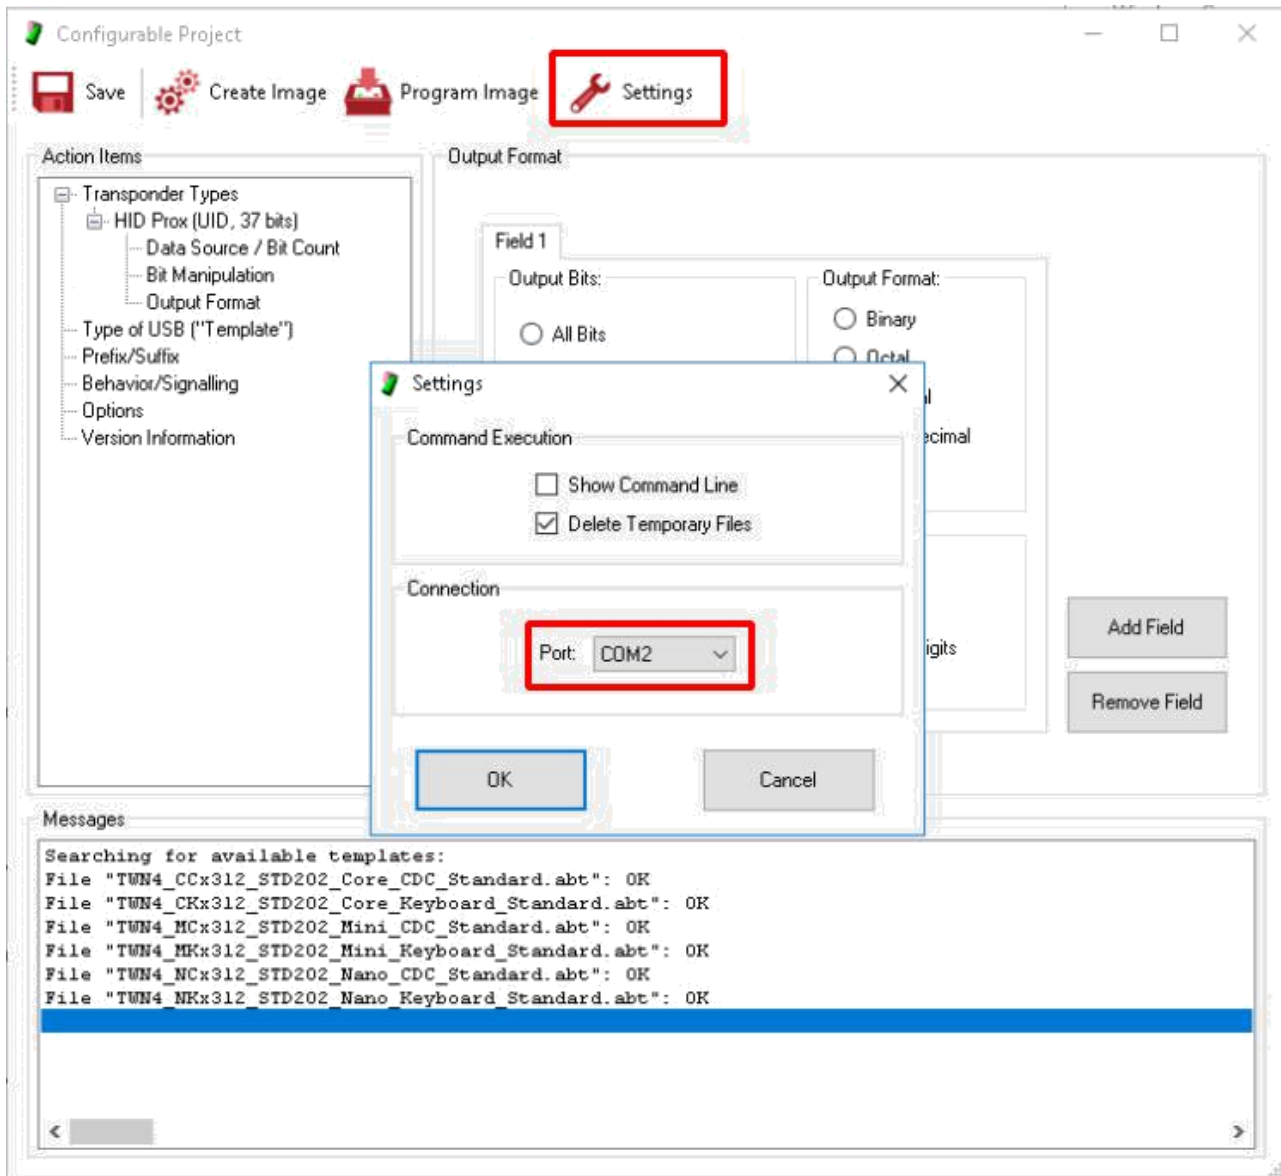 Configurable Project
Save
Create Image
Program Image
Settings
Action Items
Transponder Types
HID Prox (UID, 37 bits)
Data Source / Bit Count
Bit Manipulation
Output Format
Type of USB ("Template")
Prefix/Suffix
Behavior/Signalling
Options
Version Information
Output Format
Field 1
Output Bits:
All Bits
Output Format:
Binary
Octal
ecimal
igits
Add Field
Remove Field
Settings
Command Execution
Show Command Line
Delete Temporary Files
Connection
Port: COM2
OK
Cancel
Messages
Searching for available templates:
File "TWN4_CCx312_STD202_Core_CDC_Standard.abt": OK
File "TWN4_CKx312_STD202_Core_Keyboard_Standard.abt": OK
File "TWN4_MCx312_STD202_Mini_CDC_Standard.abt": OK
File "TWN4_MKx312_STD202_Mini_Keyboard_Standard.abt": OK
File "TWN4_NCx312_STD202_Nano_CDC_Standard.abt": OK
File "TWN4_NKx312_STD202_Nano_Keyboard_Standard.abt": OK